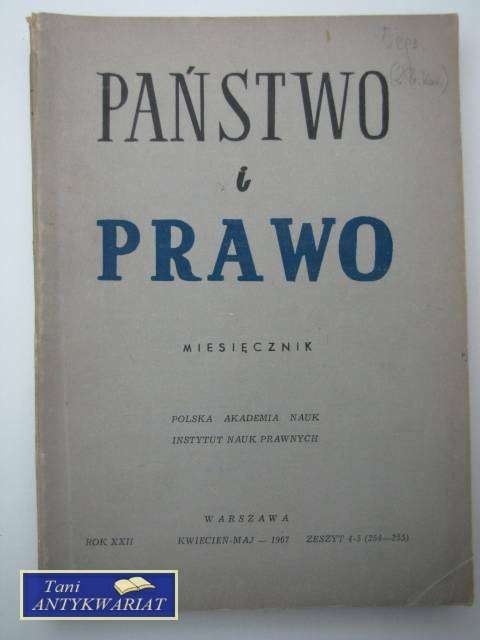 PAŃSTWO
i
PRAWO
MIESIĘCZNIK
POLSKA AKADEMIA NAUK
INSTYTUT NAUK PRAWNYCH
WARSZAWA
ROK XXII KWIECIEŃ-MAJ — 1967 ZESZYT 4-5 (254—255)
Tani
ANTYKWARIAT